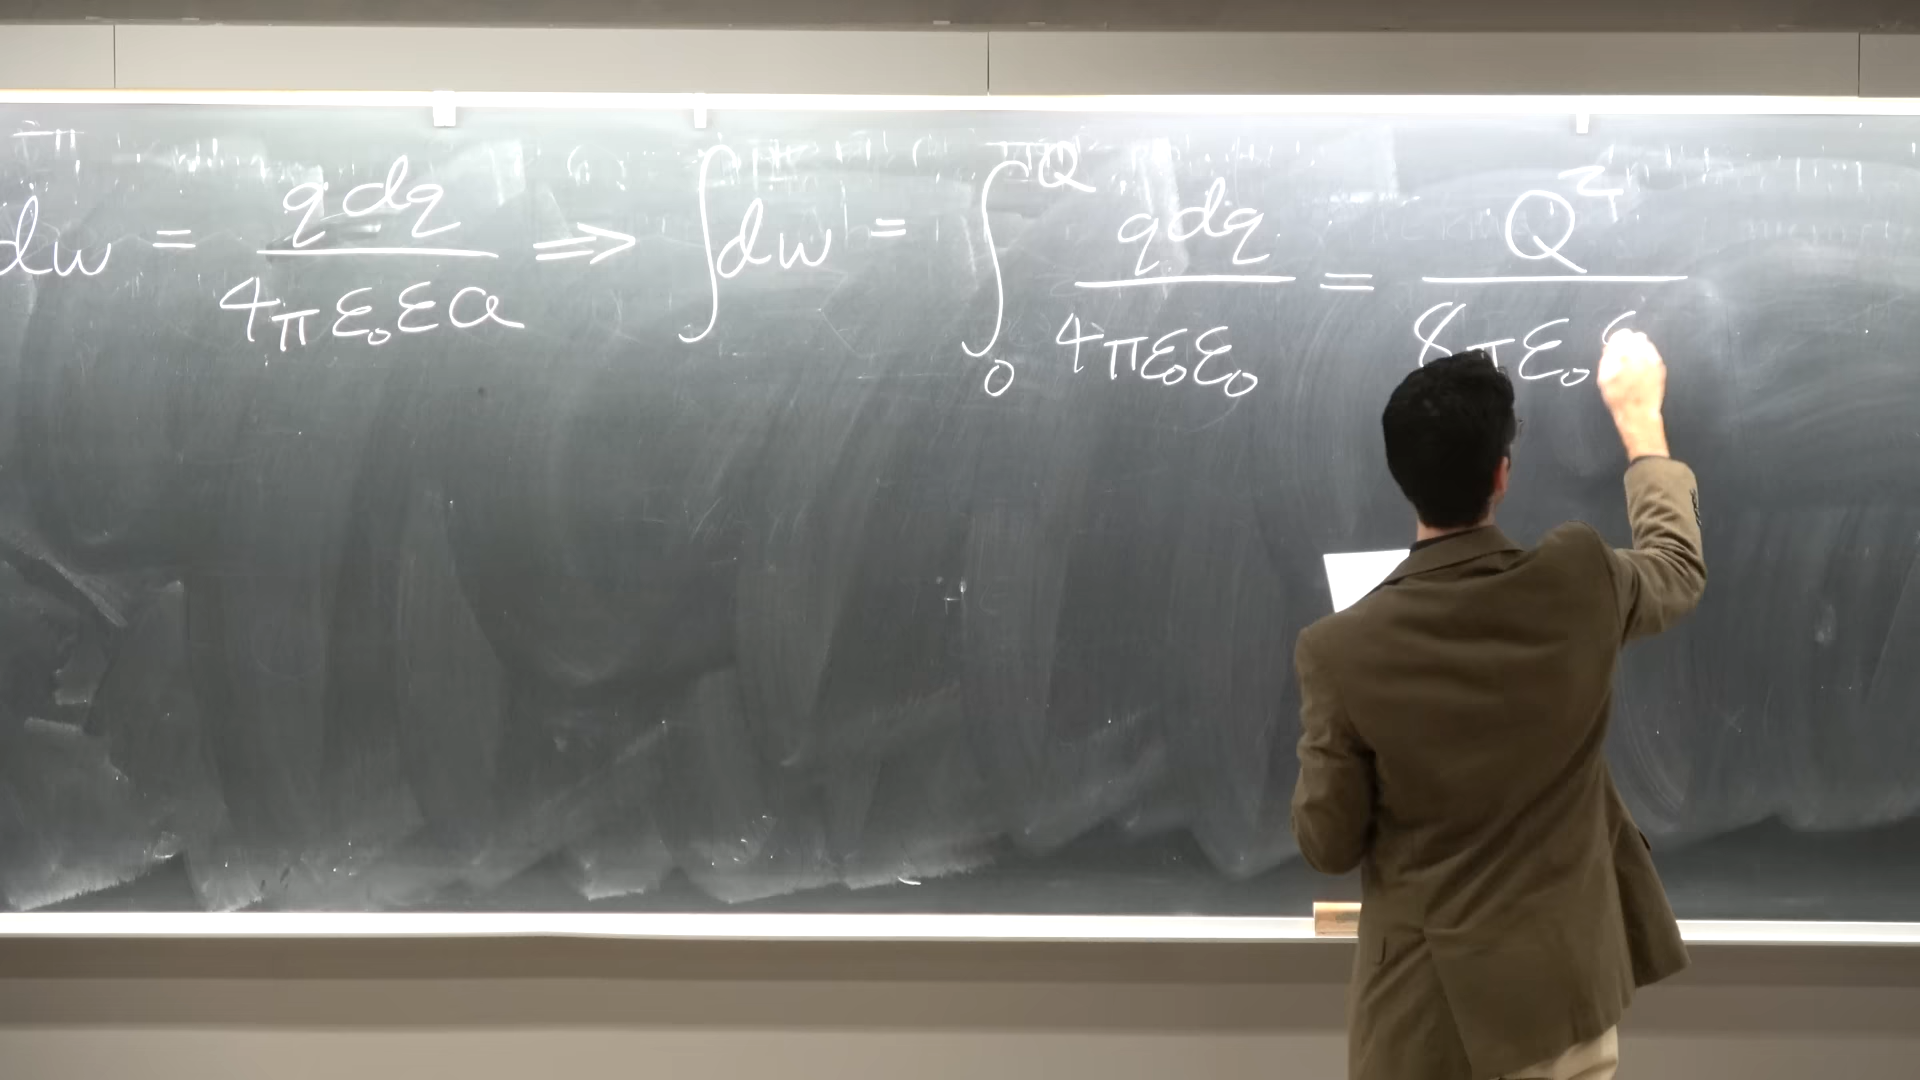 dw = q dq / 4πε₀εa ⇒ ∫dw = ∫₀^Q q dq / 4πε₀ε₀ = Q² / 8πε₀ε